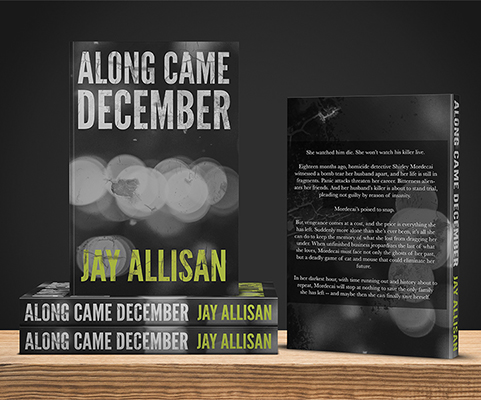 ALONG CAME
DECEMBER
JAY ALLISAN
ALONG CAME DECEMBER JAY ALLISAN
ALONG CAME DECEMBER JAY ALLISAN
She watched him die. She won't watch his killer live.
Eighteen months ago, homicide detective Shirley Mordecai
witnessed a bomb tear her husband apart, and her life is still in
fragments. Panic attacks threaten her career. Bitterness alien-
ates her friends. And her husband's killer is about to stand trial,
pleading not guilty by reason of insanity.
Mordecai's poised to snap.
But vengeance comes at a cost, and the price is everything she
has left. Suddenly more alone than she's ever been, it's all she
can do to keep the memory of what she lost from dragging her
under. When unfinished business jeopardizes the last of what
she loves, Mordecai must face not only the ghosts of her past,
but a deadly game of cat and mouse that could eliminate her
future.
In her darkest hour, with time running out and history about to
repeat, Mordecai will stop at nothing to save the only family
she has left – and maybe then she can finally save herself.
ALONG CAME DECEMBER JAY ALLISAN